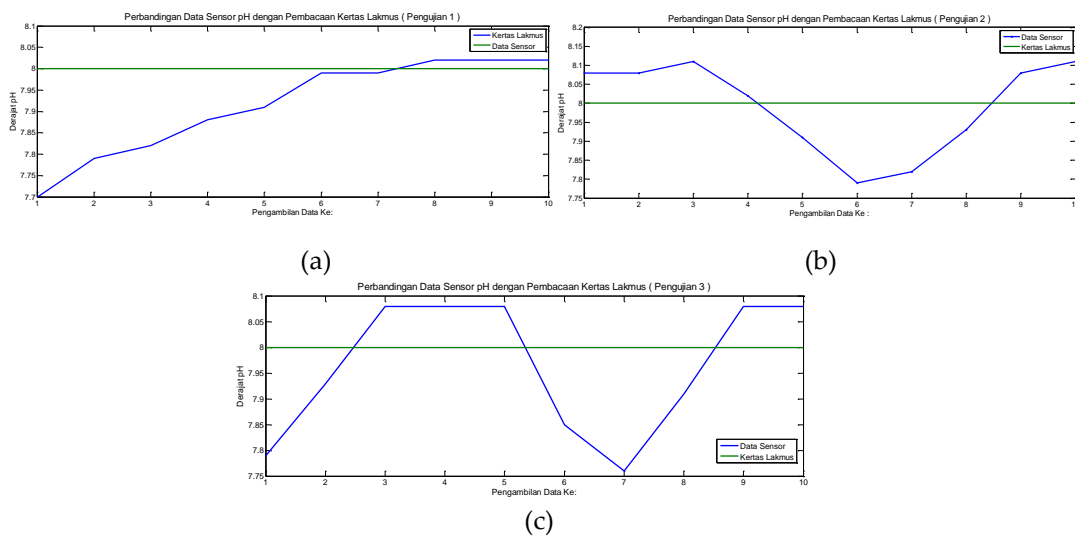 Perbandingan Data Sensor pH dengan Pembacaan Kertas Lakmus ( Pengujian 1 )
8.1
8.05
8
7.95
7.9
7.85
7.8
7.75
7.7
Derajat pH
Kertas Lakmus
Data Sensor
1 2 3 4 5 6 7 8 9 10
Pengambilan Data Ke:
(a)
Perbandingan Data Sensor pH dengan Pembacaan Kertas Lakmus ( Pengujian 2 )
8.2
8.15
8.1
8.05
8
7.95
7.9
7.85
7.8
7.75
Derajat pH
Data Sensor
Kertas Lakmus
1 2 3 4 5 6 7 8 9 1
Pengambilan Data Ke :
(b)
Perbandingan Data Sensor pH dengan Pembacaan Kertas Lakmus ( Pengujian 3 )
8.1
8.05
8
7.95
7.9
7.85
7.8
7.75
Derajat pH
Data Sensor
Kertas Lakmus
1 2 3 4 5 6 7 8 9 10
Pengambilan Data Ke:
(c)